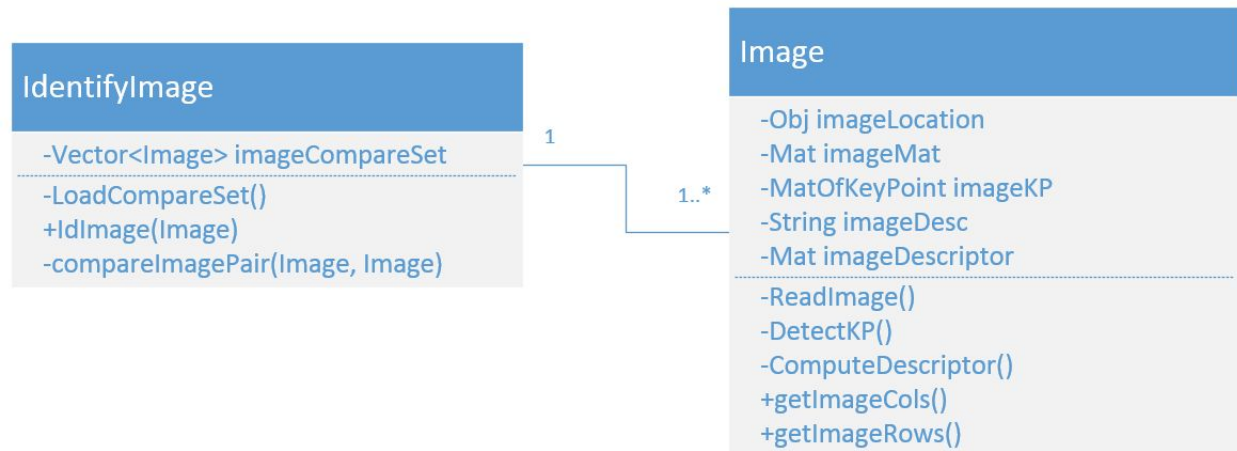 IdentifyImage
-Vector<Image> imageCompareSet
-LoadCompareSet()
+IdImage(Image)
-compareImagePair(Image, Image)
1
1..*
Image
-Obj imageLocation
-Mat imageMat
-MatOfKeyPoint imageKP
-String imageDesc
-Mat imageDescriptor
-ReadImage()
-DetectKP()
-ComputeDescriptor()
+getImageCols()
+getImageRows()